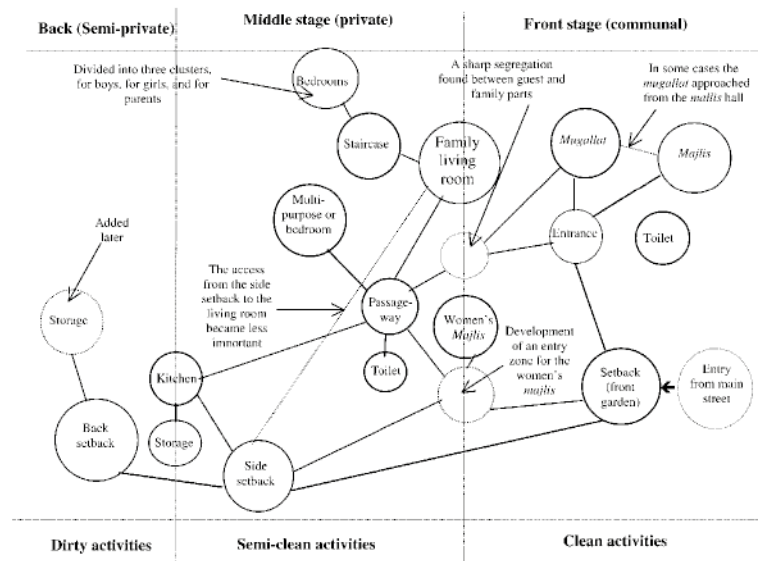 Back (Semi-private)
Middle stage (private)
Front stage (communal)
Divided into three clusters,
for boys, for girls, and for
parents
Bedrooms
A sharp segregation
found between guest and
family parts
In some cases the
mugallat approached
from the mallis hall
Staircase
Family
living
room
Mugallat
Majlis
Multi-
purpose or
bedroom
Added
later
Entrance
Toilet
The access
from the side
setback to the
living room
became less
important
Storage
Passage-
way
Women's
Majlis
Development
of an entry
zone for the
women's
majlis
Kitchen
Toilet
Setback
(front
garden)
Entry
from main
street
Back
setback
Storage
Side
setback
Dirty activities
Semi-clean activities
Clean activities